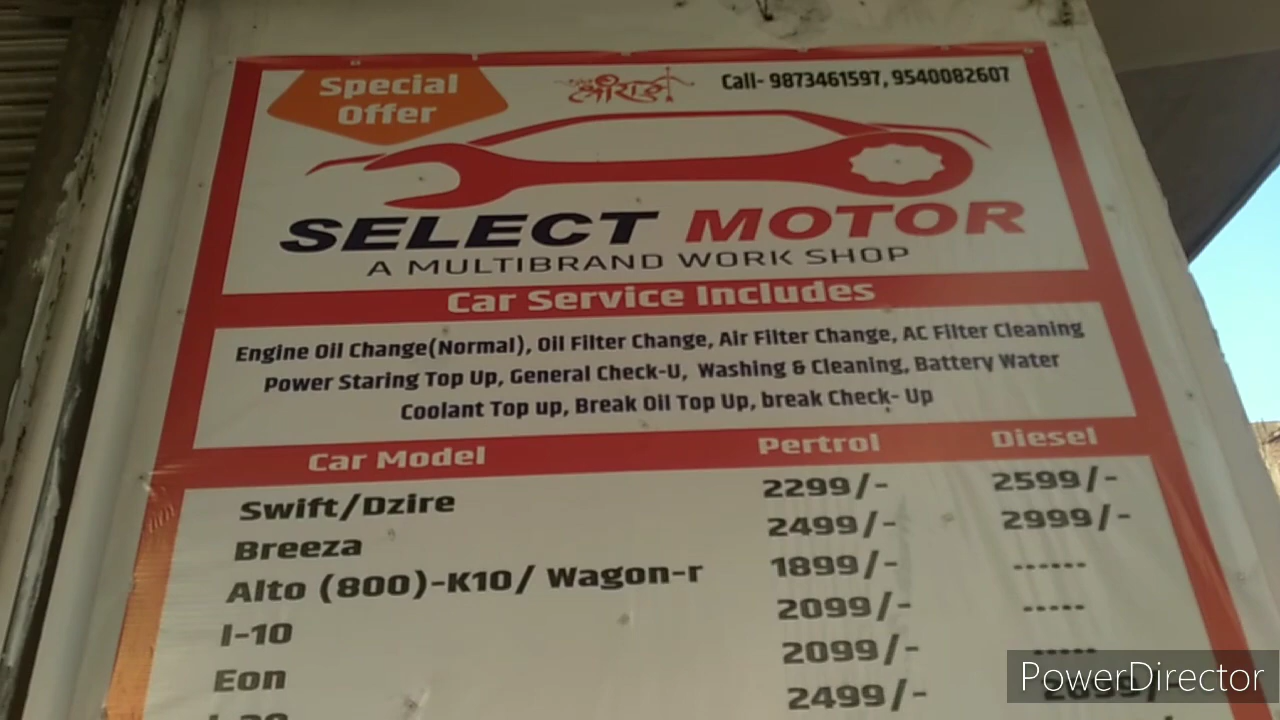 Special
Offer
Call- 9873461597, 9540082607
SELECT MOTOR
A MULTIBRAND WORK SHOP
Car Service Includes
Engine Oil Change(Normal), Oil Filter Change, Air Filter Change, AC Filter Cleaning
Power Staring Top Up, General Check-U, Washing & Cleaning, Battery Water
Coolant Top up, Break Oil Top Up, break Check- Up
Car Model Pertrol Diesel
Swift/Dzire 2299/- 2599/-
Breeza 2499/- 2999/-
Alto (800)-K10/ Wagon-r 1899/- ------
I-10 2099/- -----
Eon 2099/- -----
2499/-
PowerDirector